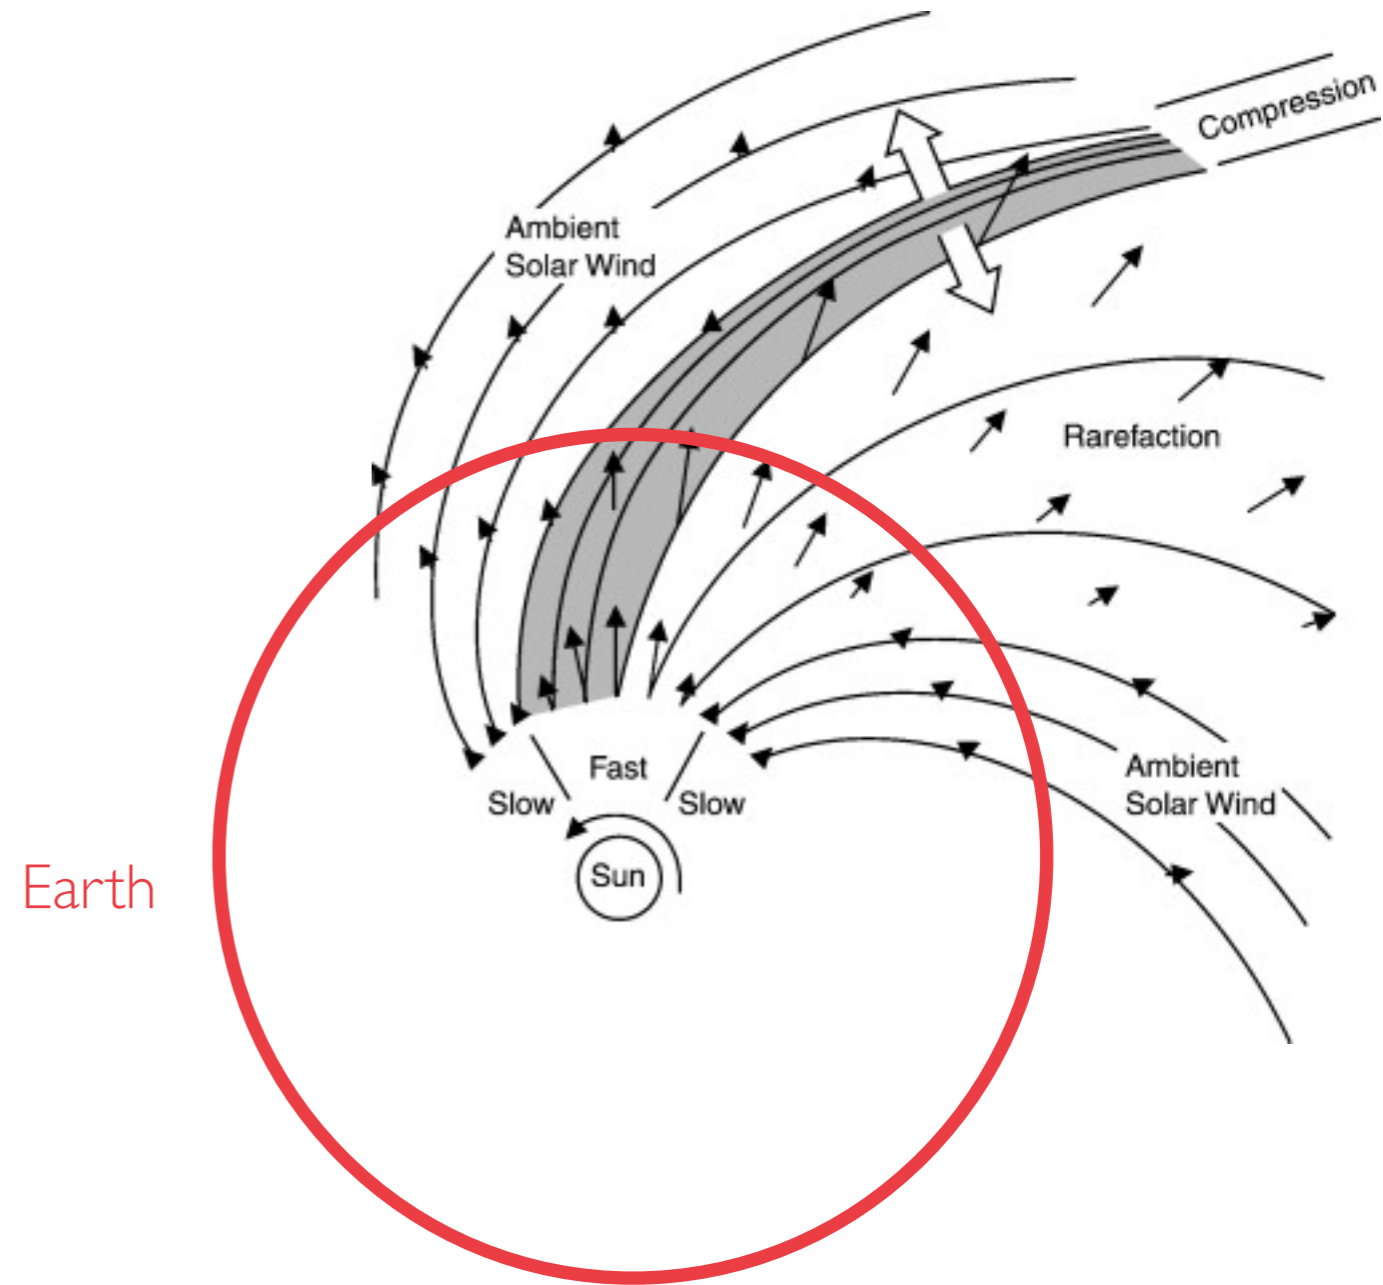 Compression
Ambient
Solar Wind
Rarefaction
Fast
Slow
Slow
Ambient
Solar Wind
Sun
Earth